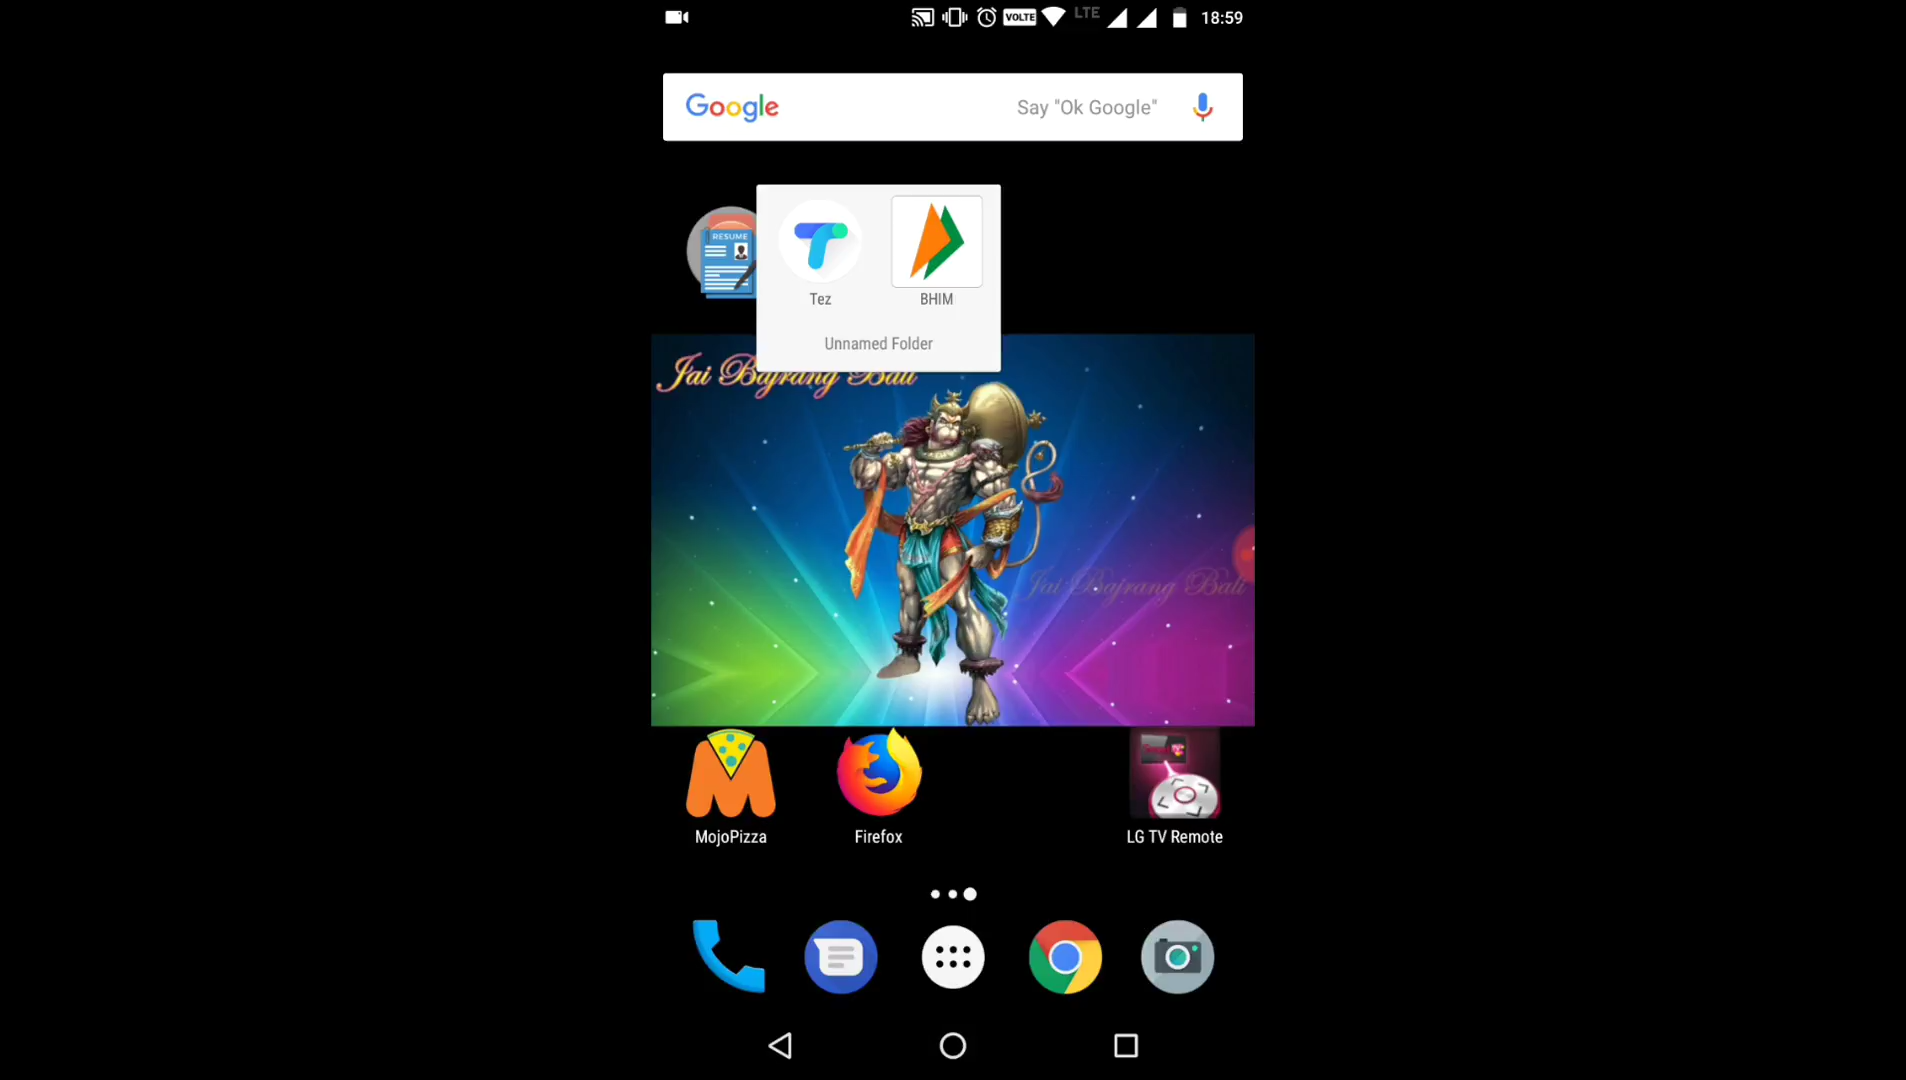 VOLTE LTE 18:59
Google Say "Ok Google"
RESUME
Tez BHIM
Unnamed Folder
Jai Bajrang Bali
Jai Bajrang Bali
MojoPizza Firefox LG TV Remote